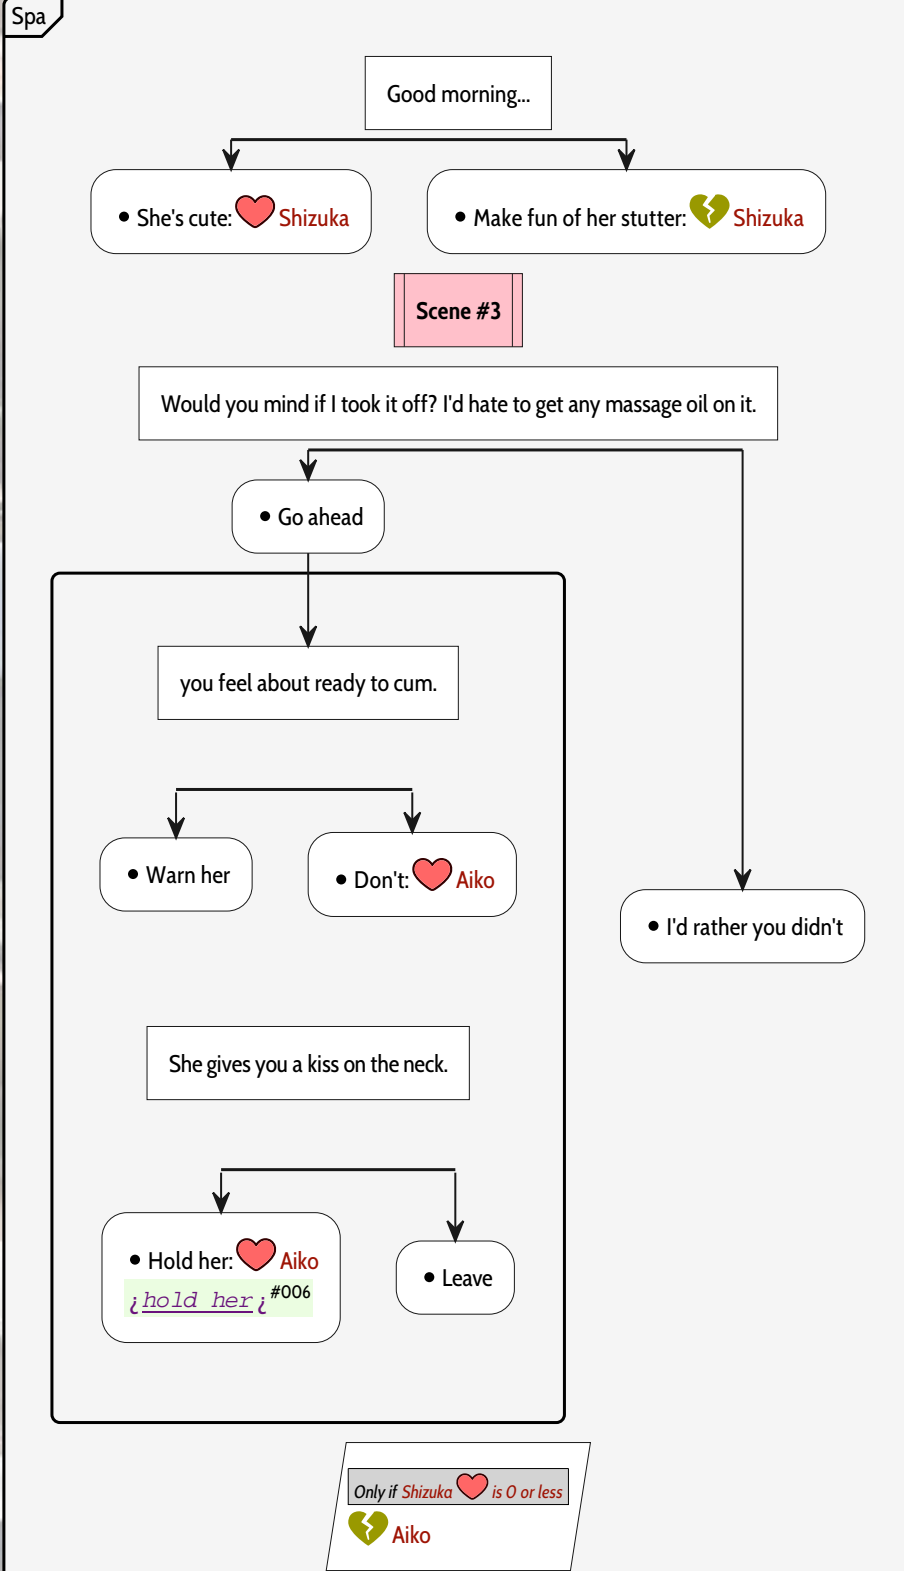 Spa
Good morning...
• She's cute: Shizuka
• Make fun of her stutter: Shizuka
Scene #3
Would you mind if I took it off? I'd hate to get any massage oil on it.
• Go ahead
you feel about ready to cum.
• Warn her
• Don't: Aiko
• I'd rather you didn't
She gives you a kiss on the neck.
• Hold her: Aiko
¿hold her¿#006
• Leave
Only if Shizuka is 0 or less
Aiko